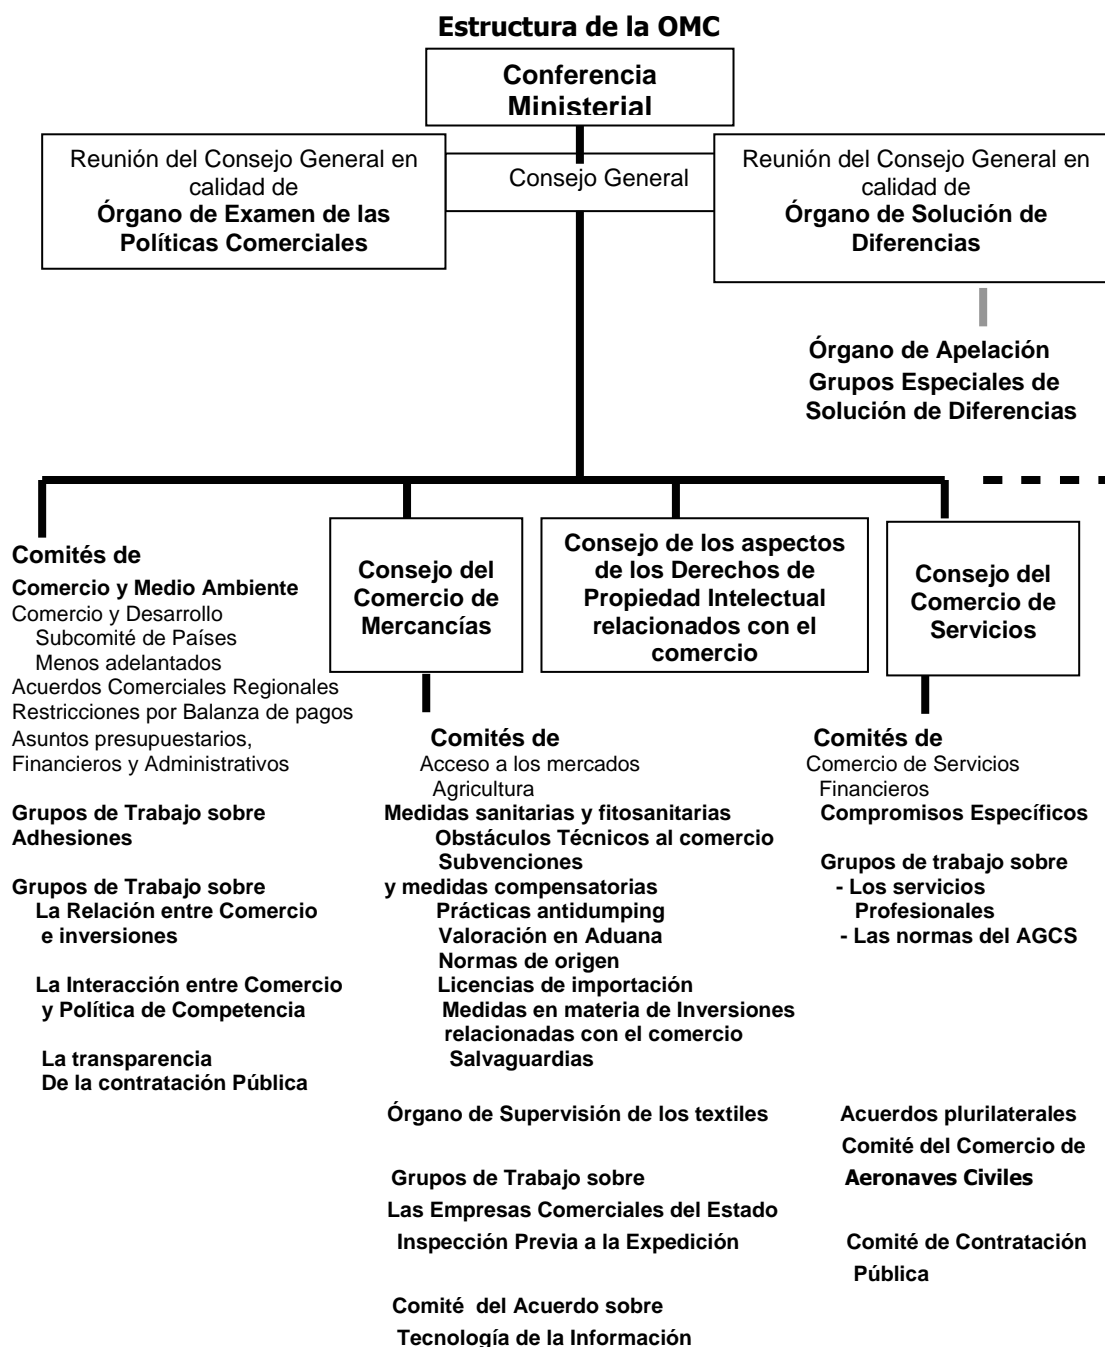 Estructura de la OMC
Conferencia
Ministerial
Reunión del Consejo General en
calidad de
Órgano de Examen de las
Políticas Comerciales
Consejo General
Reunión del Consejo General en
calidad de
Órgano de Solución de
Diferencias
Órgano de Apelación
Grupos Especiales de
Solución de Diferencias
Comités de
Comercio y Medio Ambiente
Comercio y Desarrollo
Subcomité de Países
Menos adelantados
Acuerdos Comerciales Regionales
Restricciones por Balanza de pagos
Asuntos presupuestarios,
Financieros y Administrativos
Grupos de Trabajo sobre
Adhesiones
Grupos de Trabajo sobre
La Relación entre Comercio
e inversiones
La Interacción entre Comercio
y Política de Competencia
La transparencia
De la contratación Pública
Consejo del
Comercio de
Mercancías
Comités de
Acceso a los mercados
Agricultura
Medidas sanitarias y fitosanitarias
Obstáculos Técnicos al comercio
Subvenciones
y medidas compensatorias
Prácticas antidumping
Valoración en Aduana
Normas de origen
Licencias de importación
Medidas en materia de Inversiones
relacionadas con el comercio
Salvaguardias
Órgano de Supervisión de los textiles
Grupos de Trabajo sobre
Las Empresas Comerciales del Estado
Inspección Previa a la Expedición
Comité del Acuerdo sobre
Tecnología de la Información
Consejo de los aspectos
de los Derechos de
Propiedad Intelectual
relacionados con el
comercio
Consejo del
Comercio de
Servicios
Comités de
Comercio de Servicios
Financieros
Compromisos Específicos
Grupos de trabajo sobre
- Los servicios
Profesionales
- Las normas del AGCS
Acuerdos plurilaterales
Comité del Comercio de
Aeronaves Civiles
Comité de Contratación
Pública